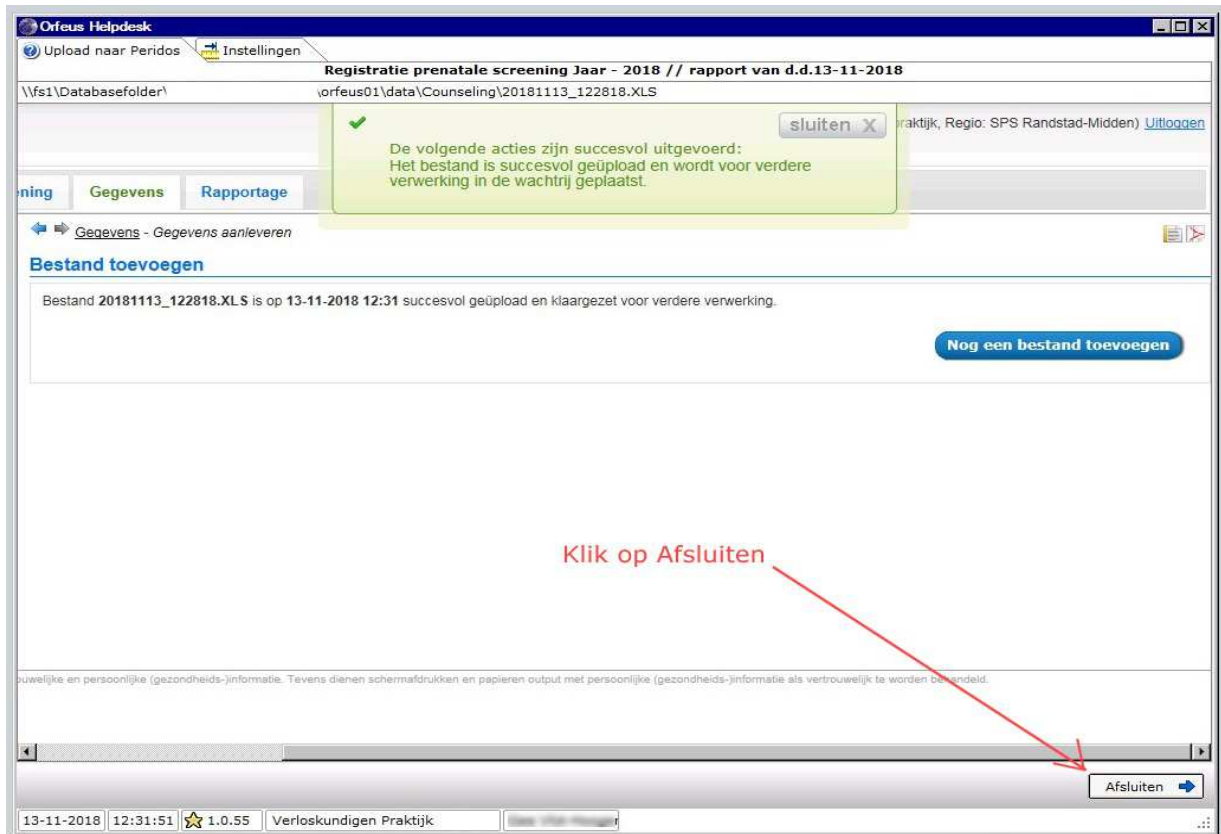 Orfeus Helpdesk
Upload naar Peridos Instellingen
Registratie prenatale screening Jaar - 2018 // rapport van d.d.13-11-2018
\\fs1\Databasefolder\ \orfeus01\data\Counseling\20181113_122818.XLS
sluiten X
raktijk, Regio: SPS Randstad-Midden) Uitloggen
De volgende acties zijn succesvol uitgevoerd:
Het bestand is succesvol geüpload en wordt voor verdere
verwerking in de wachtrij geplaatst.
ening Gegevens Rapportage
Gegevens - Gegevens aanleveren
Bestand toevoegen
Bestand 20181113_122818.XLS is op 13-11-2018 12:31 succesvol geüpload en klaargezet voor verdere verwerking.
Nog een bestand toevoegen
Klik op Afsluiten
ouwelijke en persoonlijke (gezondheids-)informatie. Tevens dienen schermafdrukken en papieren output met persoonlijke (gezondheids-)informatie als vertrouwelijk te worden behandeld.
Afsluiten
13-11-2018 12:31:51 1.0.55 Verloskundigen Praktijk